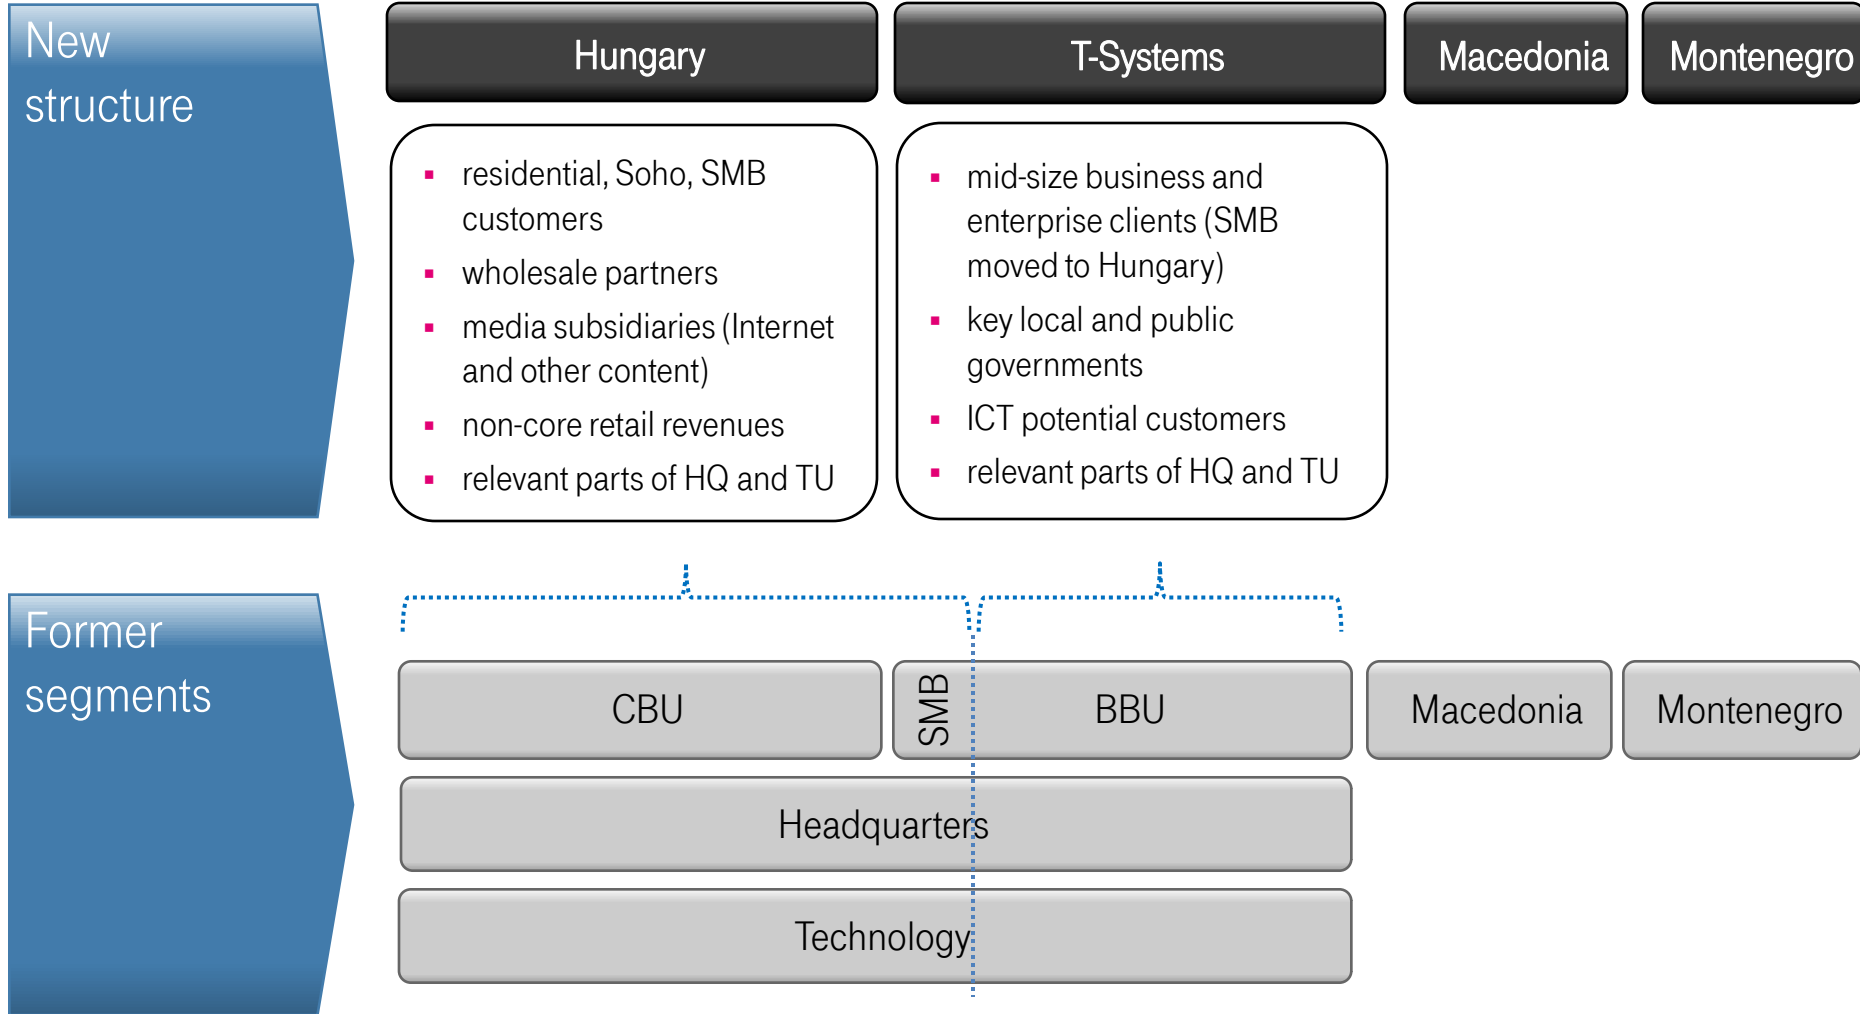 New
structure
Hungary
T-Systems
Macedonia
Montenegro
▪ residential, Soho, SMB
customers
▪ wholesale partners
▪ media subsidiaries (Internet
and other content)
▪ non-core retail revenues
▪ relevant parts of HQ and TU
▪ mid-size business and
enterprise clients (SMB
moved to Hungary)
▪ key local and public
governments
▪ ICT potential customers
▪ relevant parts of HQ and TU
Former
segments
CBU
SMB
BBU
Macedonia
Montenegro
Headquarters
Technology